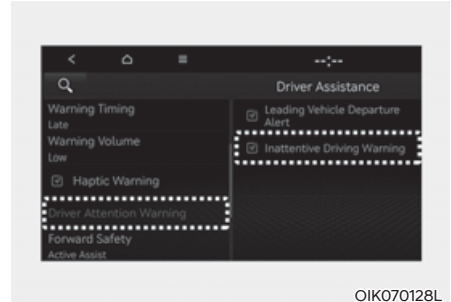 --:--
Driver Assistance
Warning Timing
Late
Warning Volume
Low
Haptic Warning
Driver Attention Warning
Forward Safety
Active Assist
Leading Vehicle Departure
Alert
Inattentive Driving Warning
OIK070128L